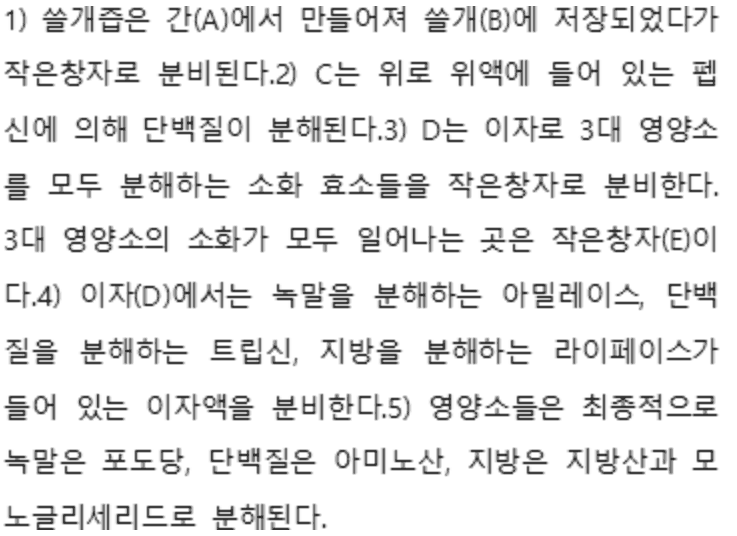 1) 쓸개즙은 간(A)에서 만들어져 쓸개(B)에 저장되었다가
작은창자로 분비된다.2) C는 위로 위액에 들어 있는 펩
신에 의해 단백질이 분해된다.3) D는 이자로 3대 영양소
를 모두 분해하는 소화 효소들을 작은창자로 분비한다.
3대 영양소의 소화가 모두 일어나는 곳은 작은창자(E)이
다.4) 이자(D)에서는 녹말을 분해하는 아밀레이스, 단백
질을 분해하는 트립신, 지방을 분해하는 라이페이스가
들어 있는 이자액을 분비한다.5) 영양소들은 최종적으로
녹말은 포도당, 단백질은 아미노산, 지방은 지방산과 모
노글리세리드로 분해된다.